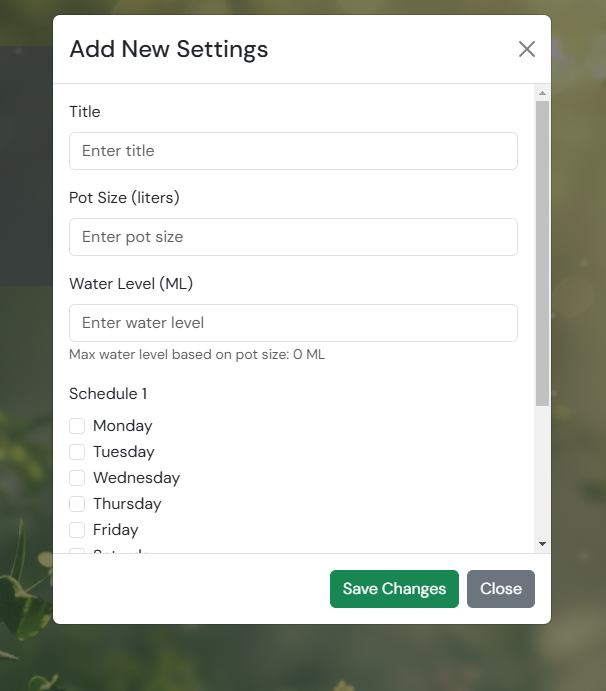 Add New Settings
Title
Enter title
Pot Size (liters)
Enter pot size
Water Level (ML)
Enter water level
Max water level based on pot size: 0 ML
Schedule 1
Monday
Tuesday
Wednesday
Thursday
Friday
Save Changes Close